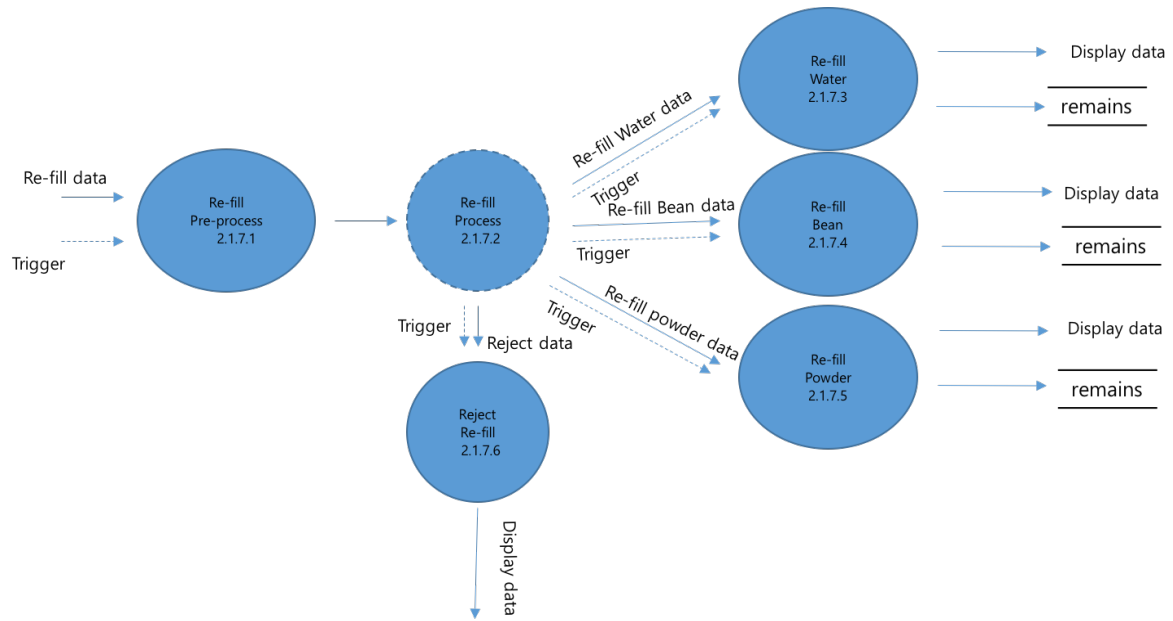 Re-fill data
Trigger
Re-fill
Pre-process
2.1.7.1
Re-fill
Process
2.1.7.2
Re-fill Water data
Trigger
Re-fill Bean data
Trigger
Re-fill powder data
Trigger
Trigger
Reject data
Re-fill
Water
2.1.7.3
Display data
remains
Re-fill
Bean
2.1.7.4
Display data
remains
Re-fill
Powder
2.1.7.5
Display data
remains
Reject
Re-fill
2.1.7.6
Display data